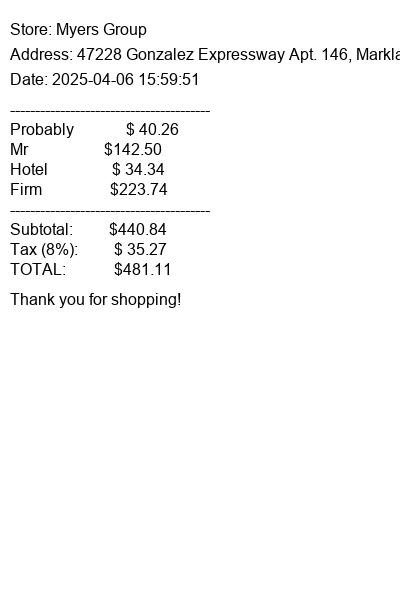 Store: Myers Group
Address: 47228 Gonzalez Expressway Apt. 146,
Date: 2025-04-06 15:59:51
----------------------------------------
Probably $ 40.26
Mr $142.50
Hotel $ 34.34
Firm $223.74
----------------------------------------
Subtotal: $440.84
Tax (8%): $ 35.27
TOTAL: $481.11
Thank you for shopping!